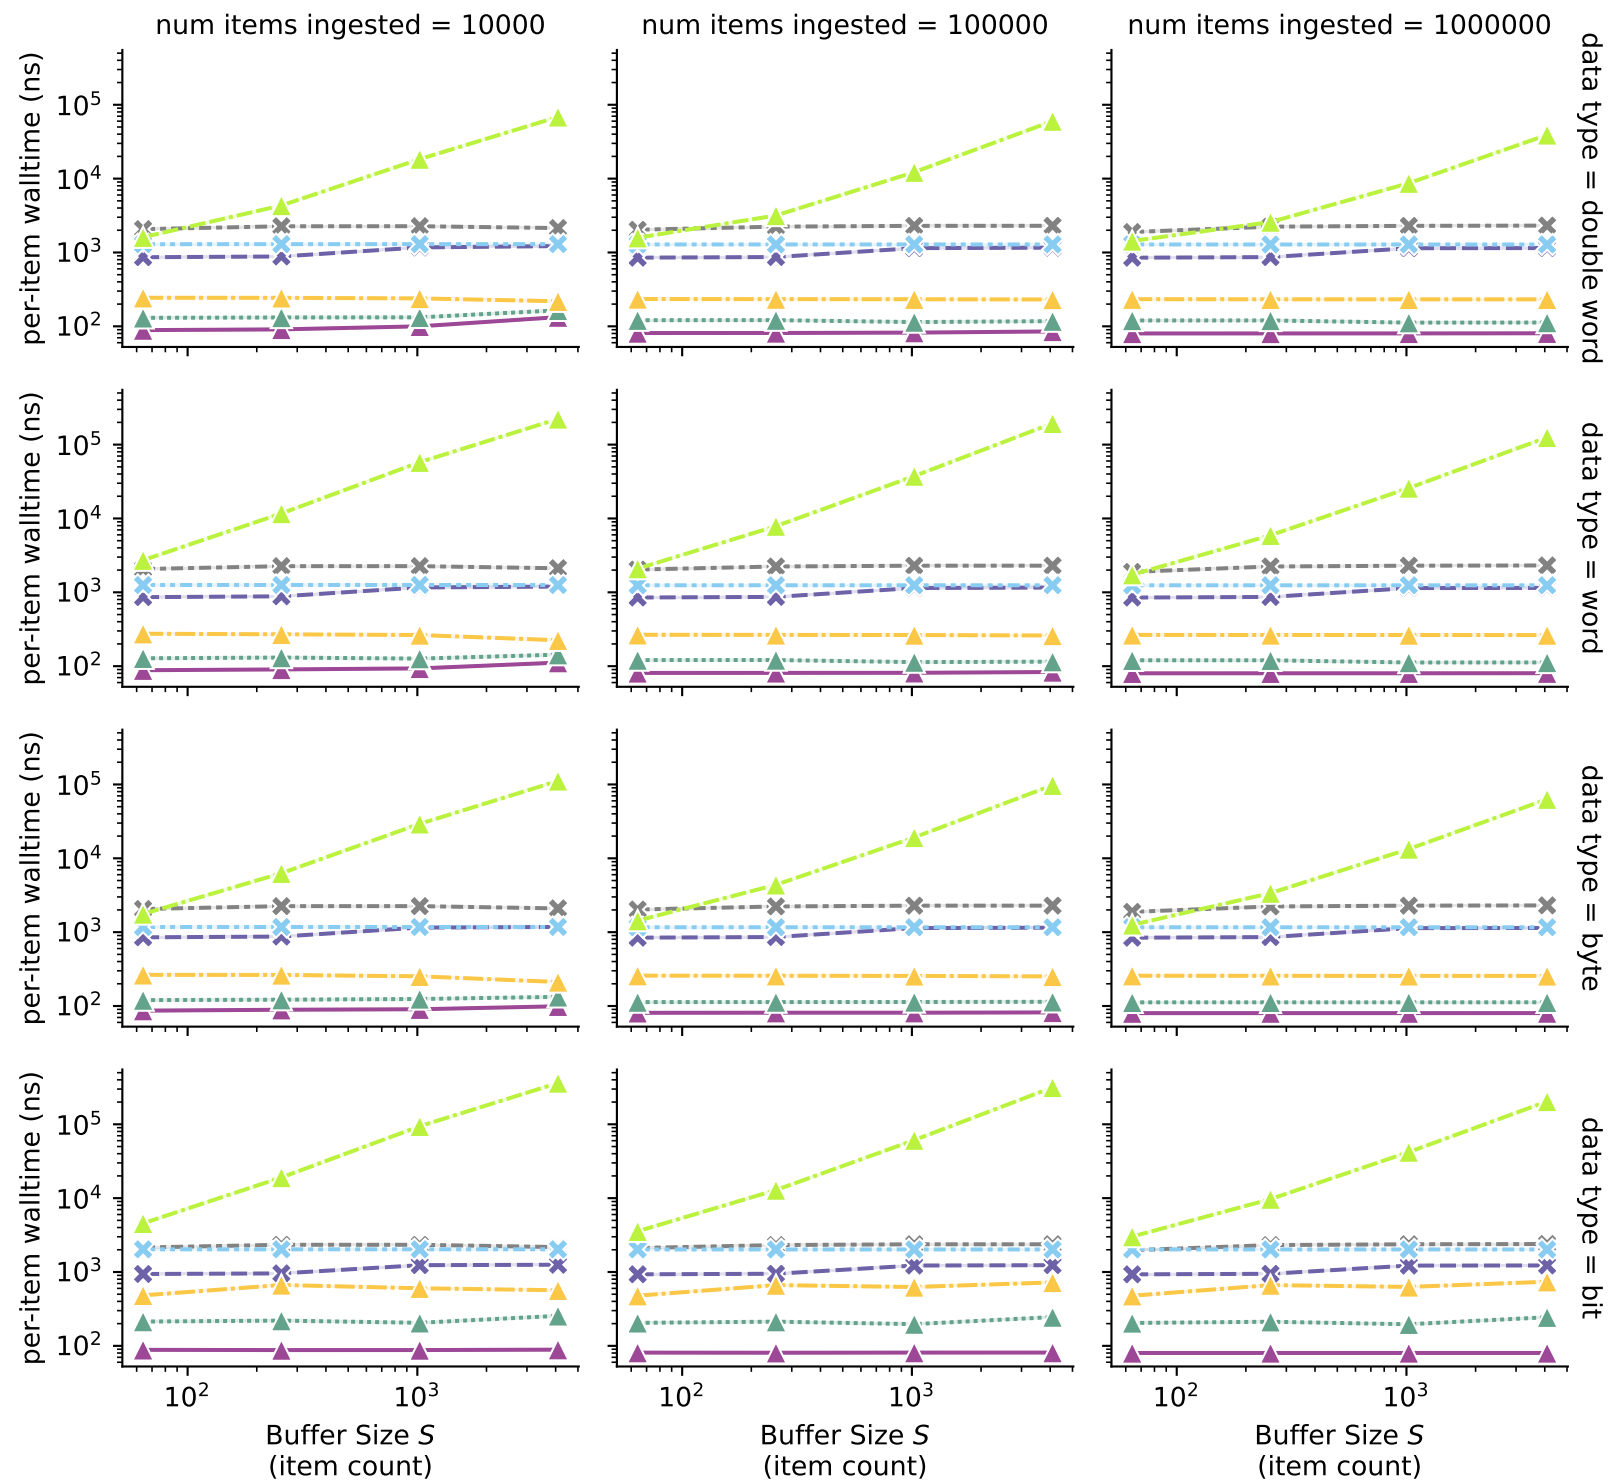 num items ingested = 10000
num items ingested = 100000
num items ingested = 1000000
per-item walltime (ns)
10⁵
10⁴
10³
10²
data type = double word
per-item walltime (ns)
10⁵
10⁴
10³
10²
data type = word
per-item walltime (ns)
10⁵
10⁴
10³
10²
data type = byte
per-item walltime (ns)
10⁵
10⁴
10³
10²
data type = bit
10² 10³
10² 10³
10² 10³
Buffer Size S
(item count)
Buffer Size S
(item count)
Buffer Size S
(item count)